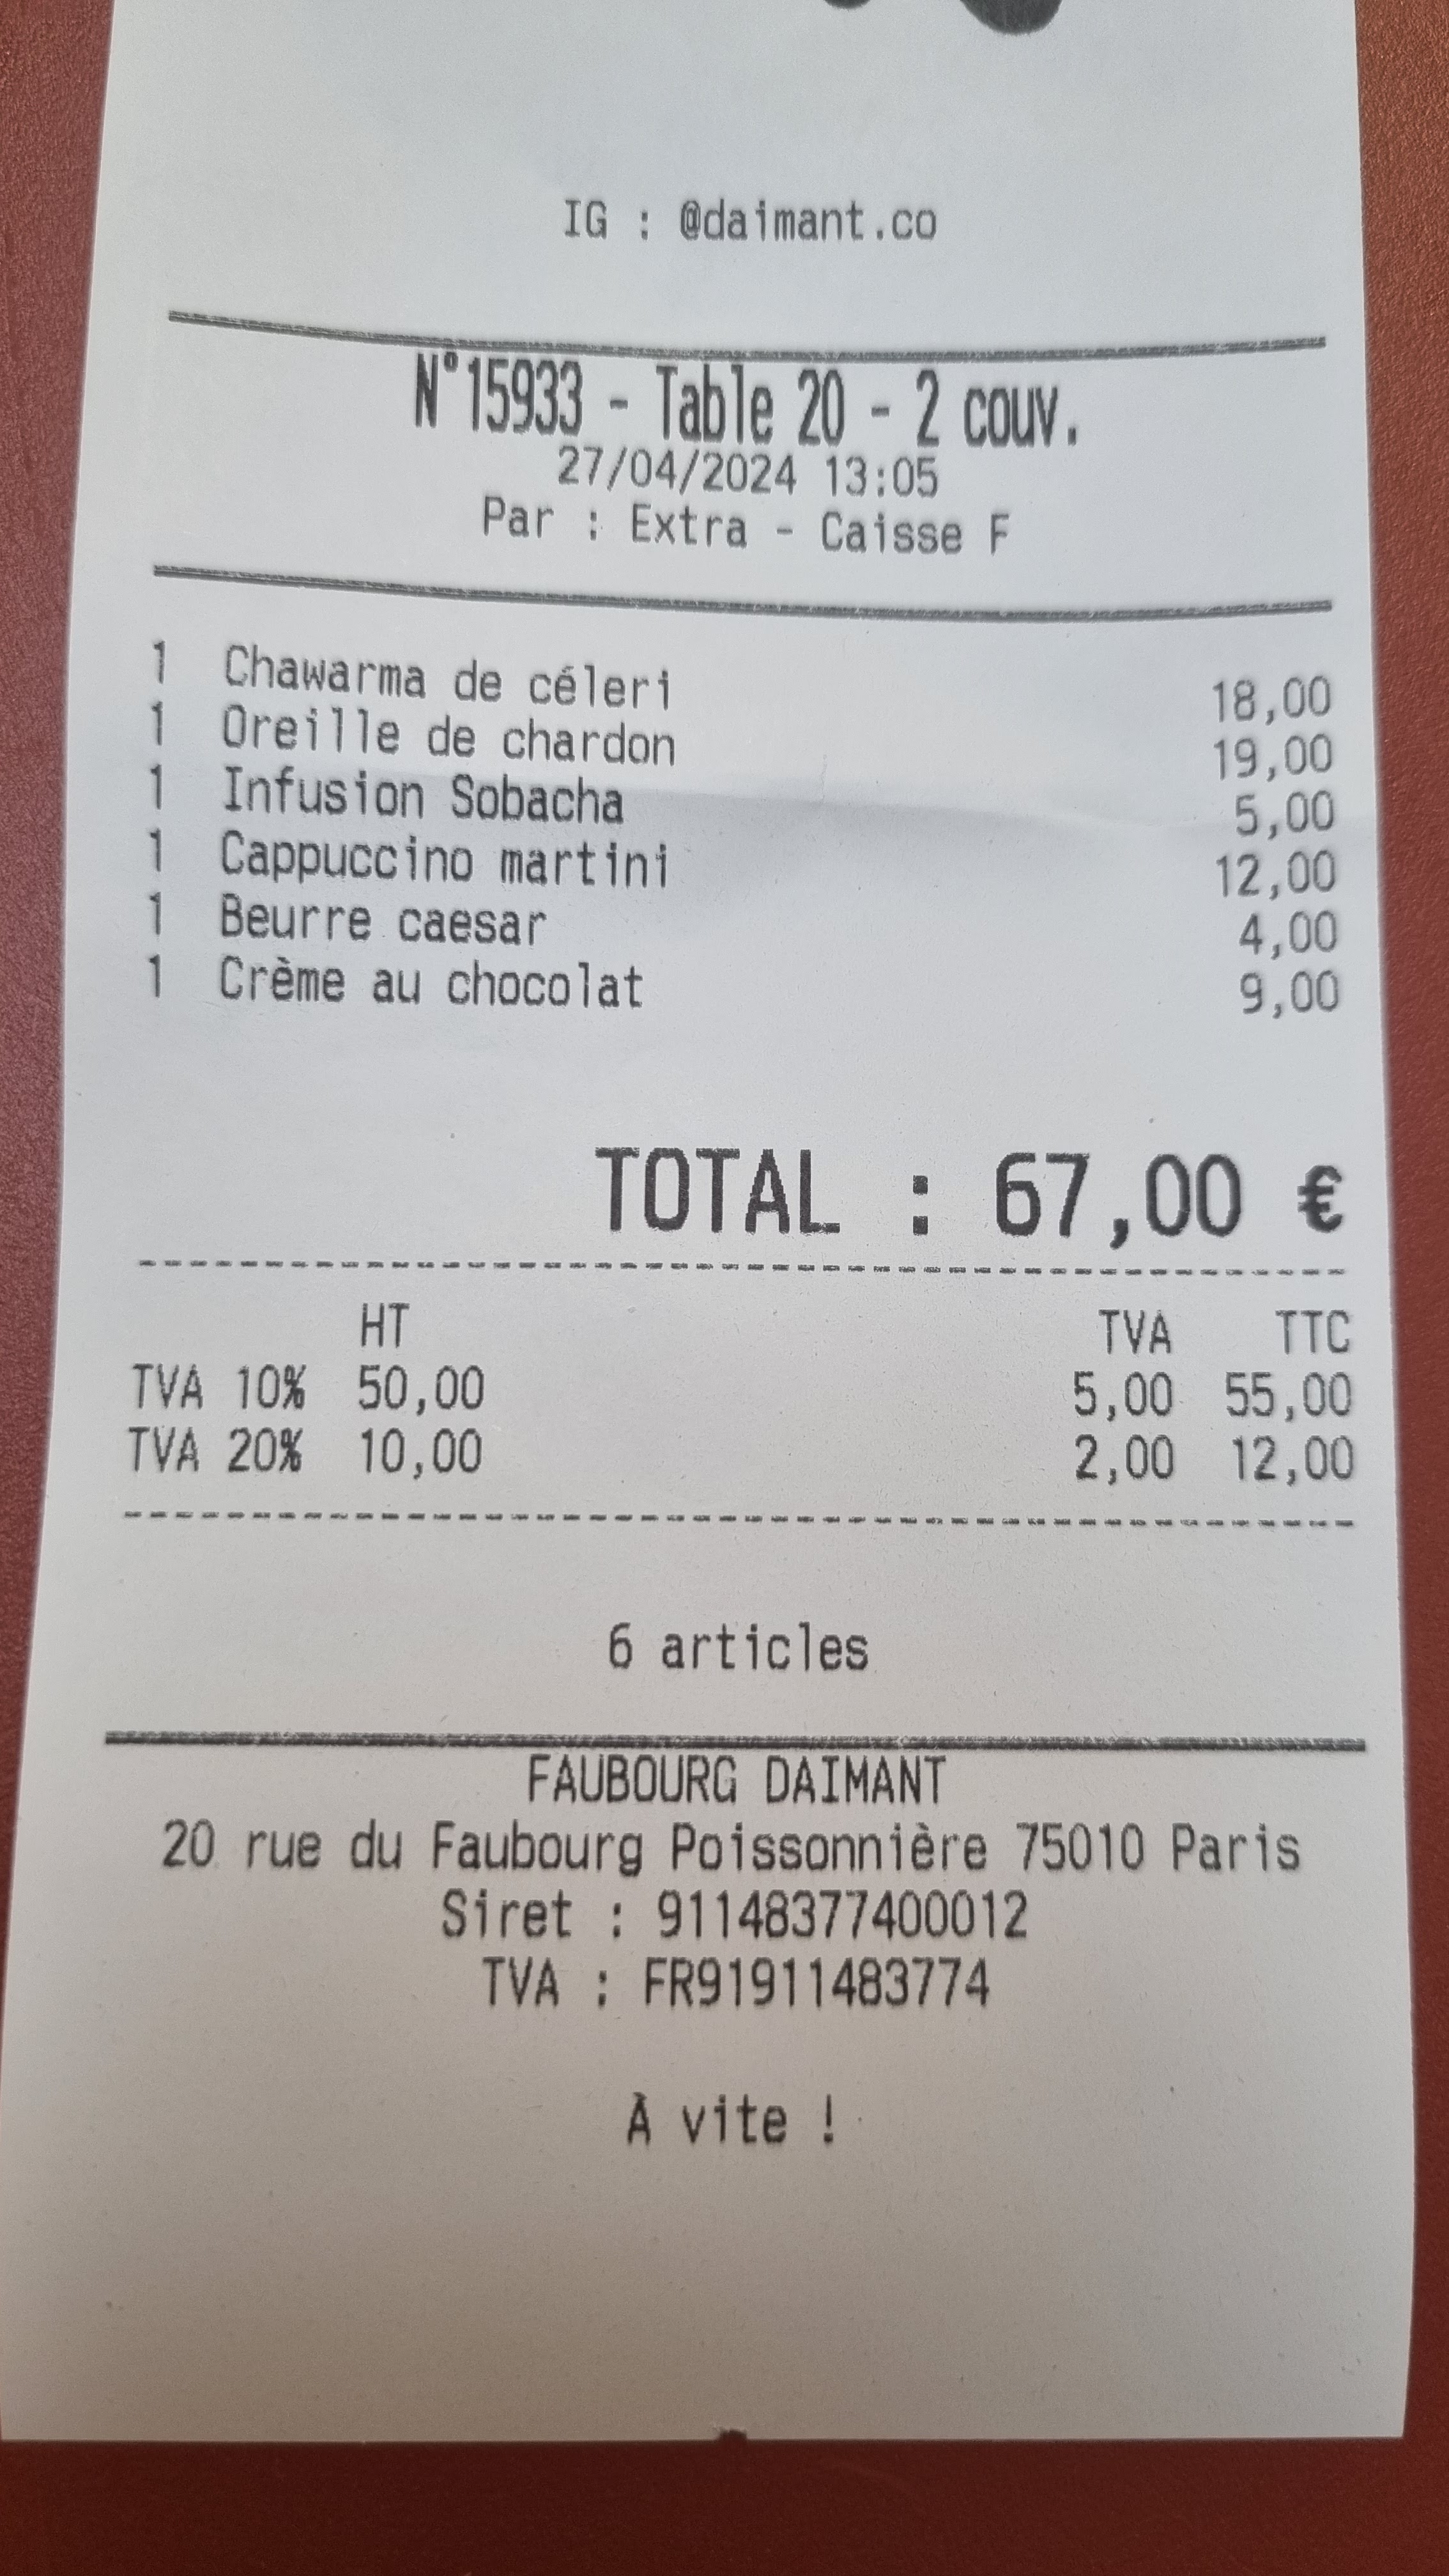 IG : @daimant.co
N°15933 - Table 20 - 2 couv.
27/04/2024 13:05
Par : Extra - Caisse F
1 Chawarma de céleri 18,00
1 Oreille de chardon 19,00
1 Infusion Sobacha 5,00
1 Cappuccino martini 12,00
1 Beurre caesar 4,00
1 Crème au chocolat 9,00
TOTAL : 67,00 €
HT TVA TTC
TVA 10% 50,00 5,00 55,00
TVA 20% 10,00 2,00 12,00
6 articles
FAUBOURG DAIMANT
20 rue du Faubourg Poissonnière 75010 Paris
Siret : 91148377400012
TVA : FR91911483774
À vite !